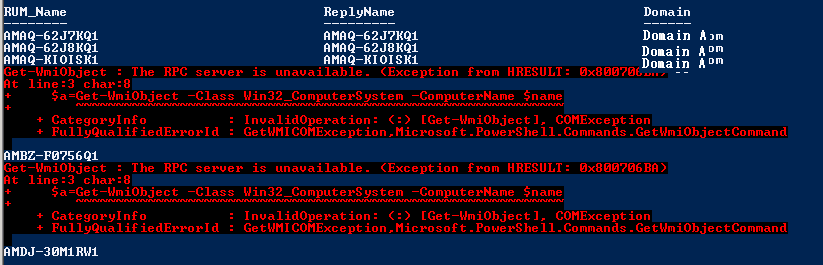 RUM_Name ReplyName Domain
-------- --------- ------
AMAQ-62J7KQ1 AMAQ-62J7KQ1 Domain A
AMAQ-62J8KQ1 AMAQ-62J8KQ1 Domain A
AMAQ-KIOISK1 AMAQ-KIOISK1 Domain A
Get-WmiObject : The RPC server is unavailable. (Exception from HRESULT: 0x800706BA)
At line:3 char:8
+     $a=Get-WmiObject -Class Win32_ComputerSystem -ComputerName $name
+        ~~~~~~~~~~~~~~~~~~~~~~~~~~~~~~~~~~~~~~~~~~~~~~~~~~~~~~~~~~~~~
    + CategoryInfo          : InvalidOperation: (:) [Get-WmiObject], COMException
    + FullyQualifiedErrorId : GetWMICOMException,Microsoft.PowerShell.Commands.GetWmiObjectCommand
AMBZ-F0756Q1
Get-WmiObject : The RPC server is unavailable. (Exception from HRESULT: 0x800706BA)
At line:3 char:8
+     $a=Get-WmiObject -Class Win32_ComputerSystem -ComputerName $name
+        ~~~~~~~~~~~~~~~~~~~~~~~~~~~~~~~~~~~~~~~~~~~~~~~~~~~~~~~~~~~~~
    + CategoryInfo          : InvalidOperation: (:) [Get-WmiObject], COMException
    + FullyQualifiedErrorId : GetWMICOMException,Microsoft.PowerShell.Commands.GetWmiObjectCommand
AMDJ-30M1RW1